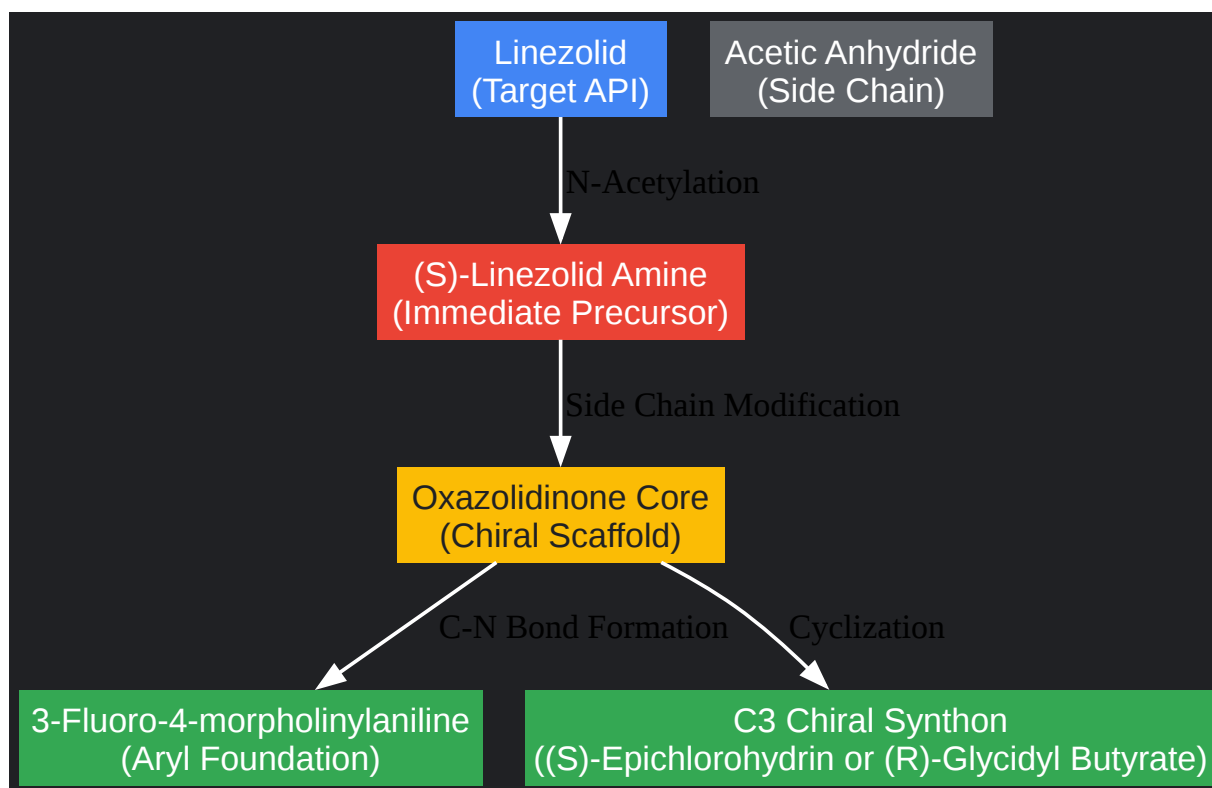 Linezolid
(Target API)
Acetic Anhydride
(Side Chain)
N-Acetylation
(S)-Linezolid Amine
(Immediate Precursor)
Side Chain Modification
Oxazolidinone Core
(Chiral Scaffold)
C-N Bond Formation
Cyclization
3-Fluoro-4-morpholinylaniline
(Aryl Foundation)
C3 Chiral Synthon
((S)-Epichlorohydrin or (R)-Glycidyl Butyrate)